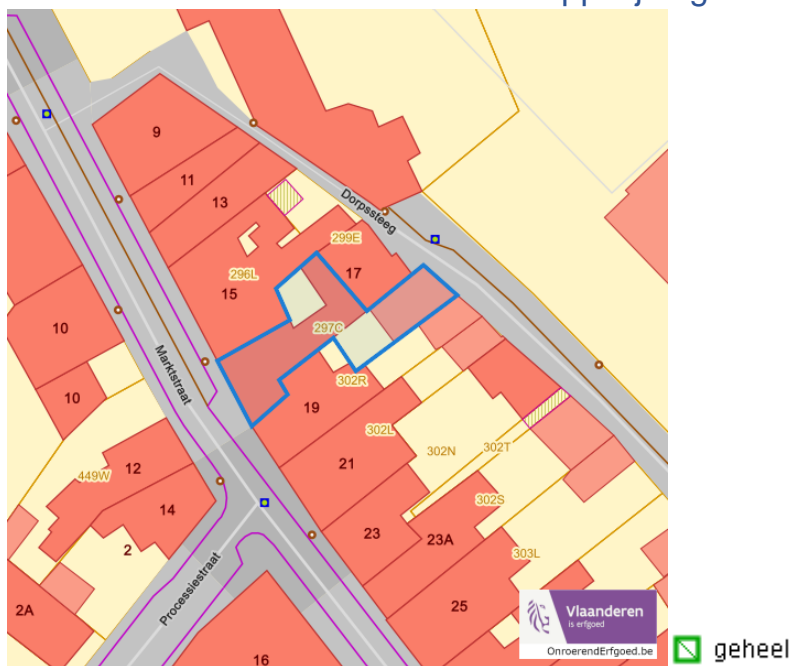 9
11
13
Dorpssteeg
299E
17
296L
15
297C
10
Marktstraat
10
302R
19
302L
302N
302T
21
449W
12
14
302S
23
23A
2
303L
Processiestraat
2A
25
16
Vlaanderen
is erfgoed
OnroerendErfgoed.be
geheel